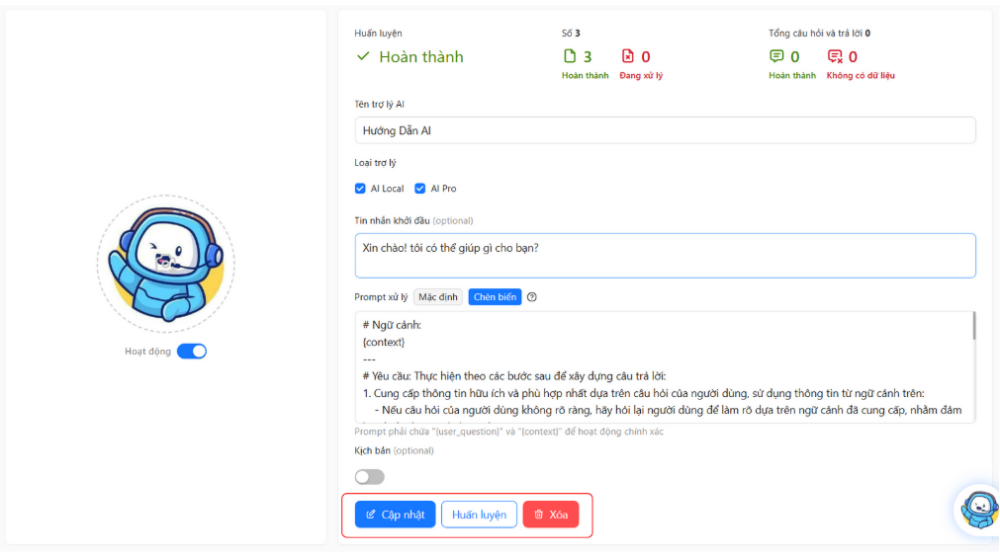 Huấn luyện
Hoàn thành
Số 3
3
0
Hoàn thành
Đang xử lý
Tổng câu hỏi và trả lời 0
0
0
Hoàn thành
Không có dữ liệu
Tên trợ lý AI
Hướng Dẫn AI
Loại trợ lý
AI Local
AI Pro
Tin nhắn khởi đầu (optional)
Xin chào! tôi có thể giúp gì cho bạn?
Hoạt động
Prompt xử lý Mặc định Chèn biến
# Ngữ cảnh:
{context}
---
# Yêu cầu: Thực hiện theo các bước sau để xây dựng câu trả lời:
1. Cung cấp thông tin hữu ích và phù hợp nhất dựa trên câu hỏi của người dùng, sử dụng thông tin từ ngữ cảnh trên:
- Nếu câu hỏi của người dùng không rõ ràng, hãy hỏi lại người dùng để làm rõ dựa trên ngữ cảnh đã cung cấp, nhằm đảm
Prompt phải chứa "{user_question}" và "{context}" để hoạt động chính xác
Kịch bản (optional)
Cập nhật
Huấn luyện
Xóa